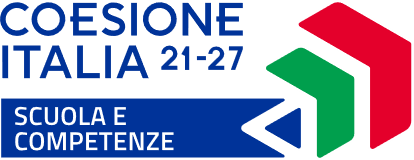 COESIONE
ITALIA 21-27
SCUOLA E
COMPETENZE